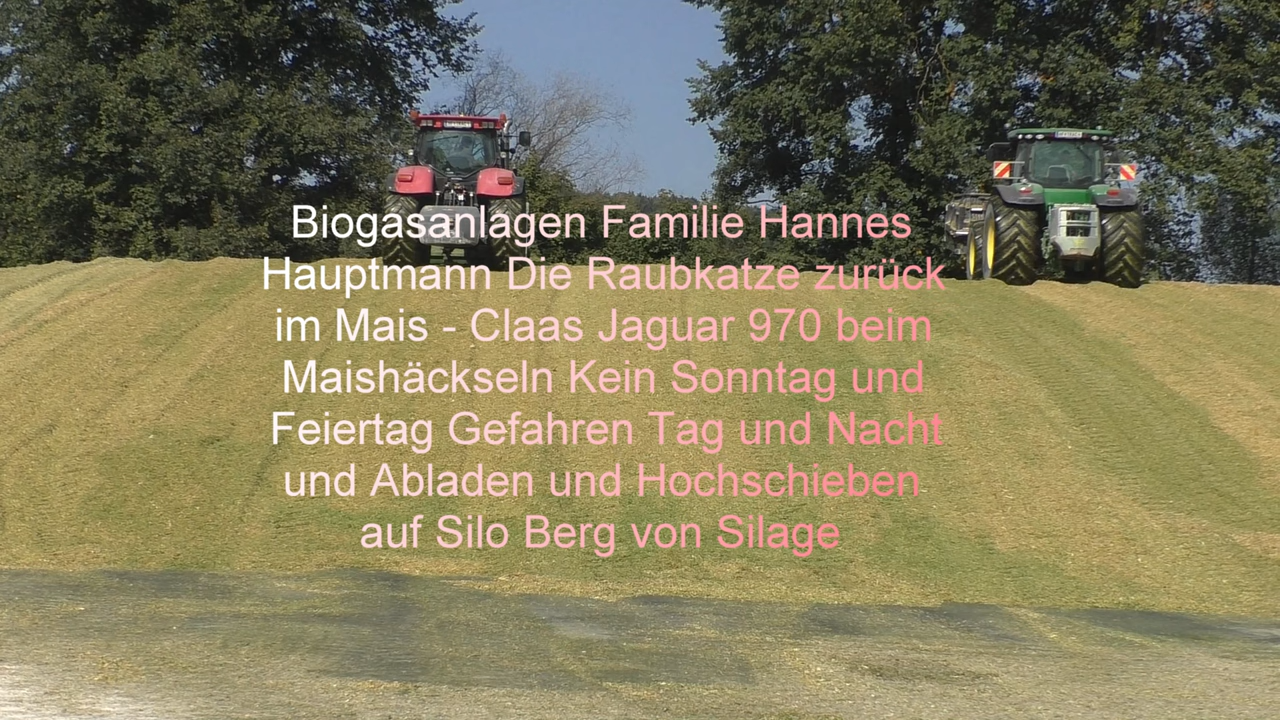 Biogasanlagen Familie Hannes
Hauptmann Die Raubkatze zurück
im Mais - Claas Jaguar 970 beim
Maishäckseln Kein Sonntag und
Feiertag Gefahren Tag und Nacht
und Abladen und Hochschieben
auf Silo Berg von Silage